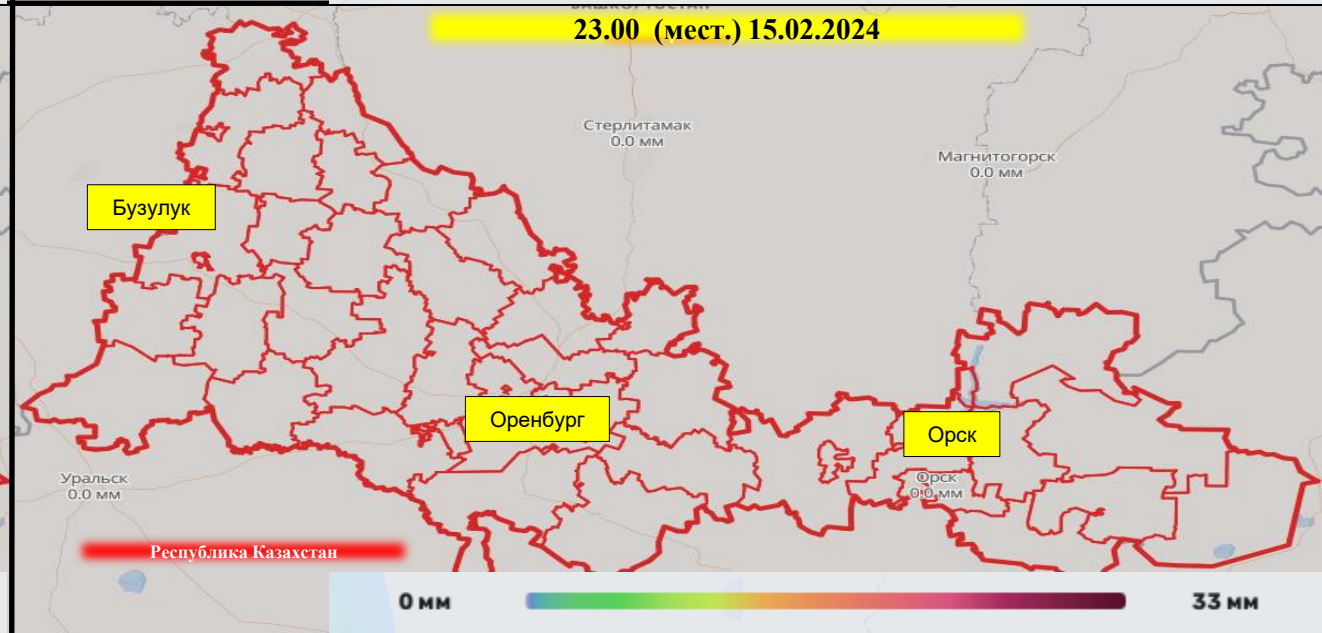 БАШКОРТОСТАН
23.00 (мест.) 15.02.2024
Стерлитамак
0.0 мм
Магнитогорск
0.0 мм
Бузулук
Оренбург
Орск
Уральск
0.0 мм
Орск
0.0 мм
Республика Казахстан
0 мм
33 мм